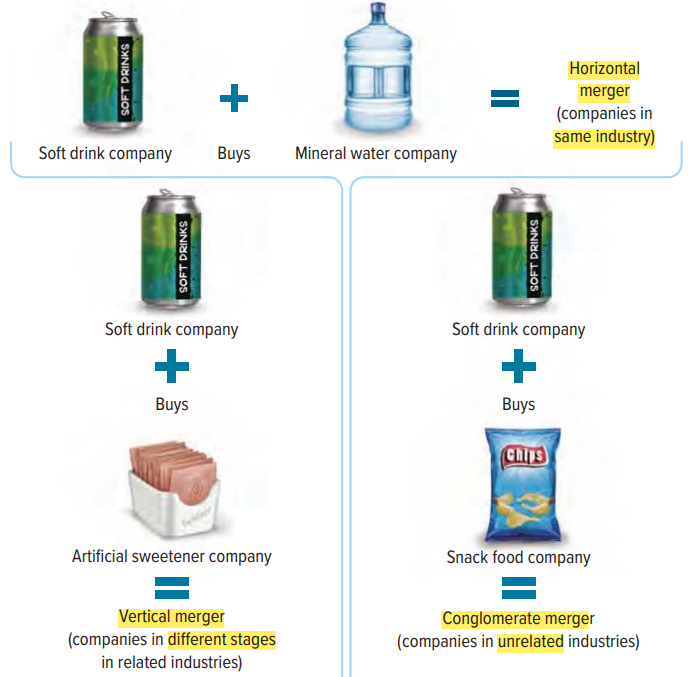 SOFT DRINKS
Horizontal
merger
(companies in
same industry)
Soft drink company
Buys
Mineral water company
SOFT DRINKS
Soft drink company
Buys
Artificial sweetener company
Vertical merger
(companies in different stages
in related industries)
SOFT DRINKS
Soft drink company
Buys
chips
Snack food company
Conglomerate merger
(companies in unrelated industries)